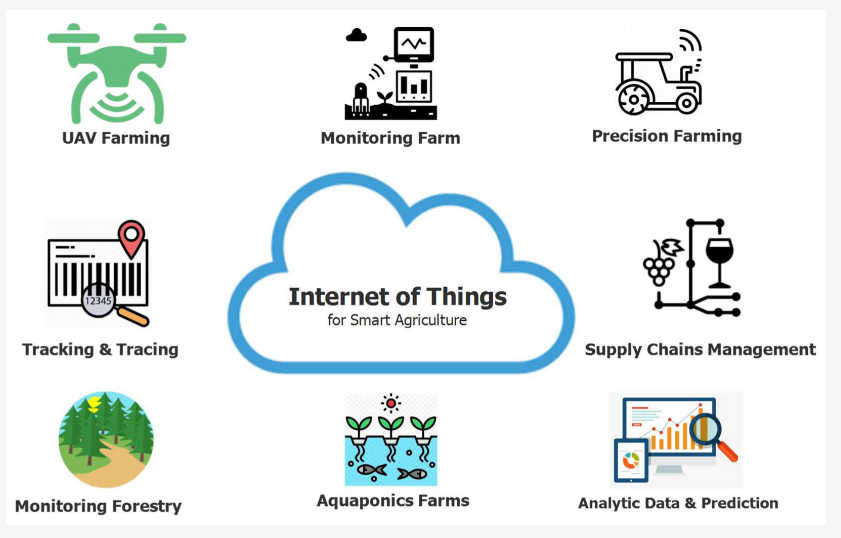 UAV Farming
Monitoring Farm
Precision Farming
Internet of Things
for Smart Agriculture
12345
Tracking & Tracing
Supply Chains Management
Monitoring Forestry
Aquaponics Farms
Analytic Data & Prediction